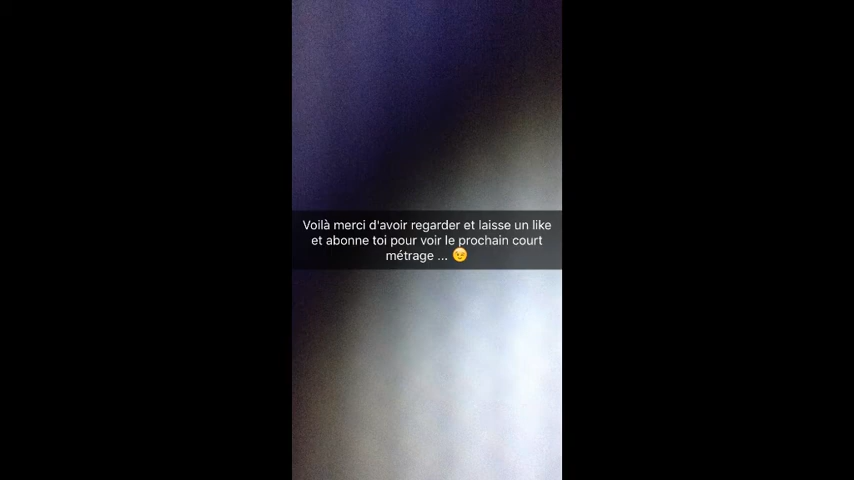 Voilà merci d'avoir regarder et laisse un like
et abonne toi pour voir le prochain court
métrage ... 😉